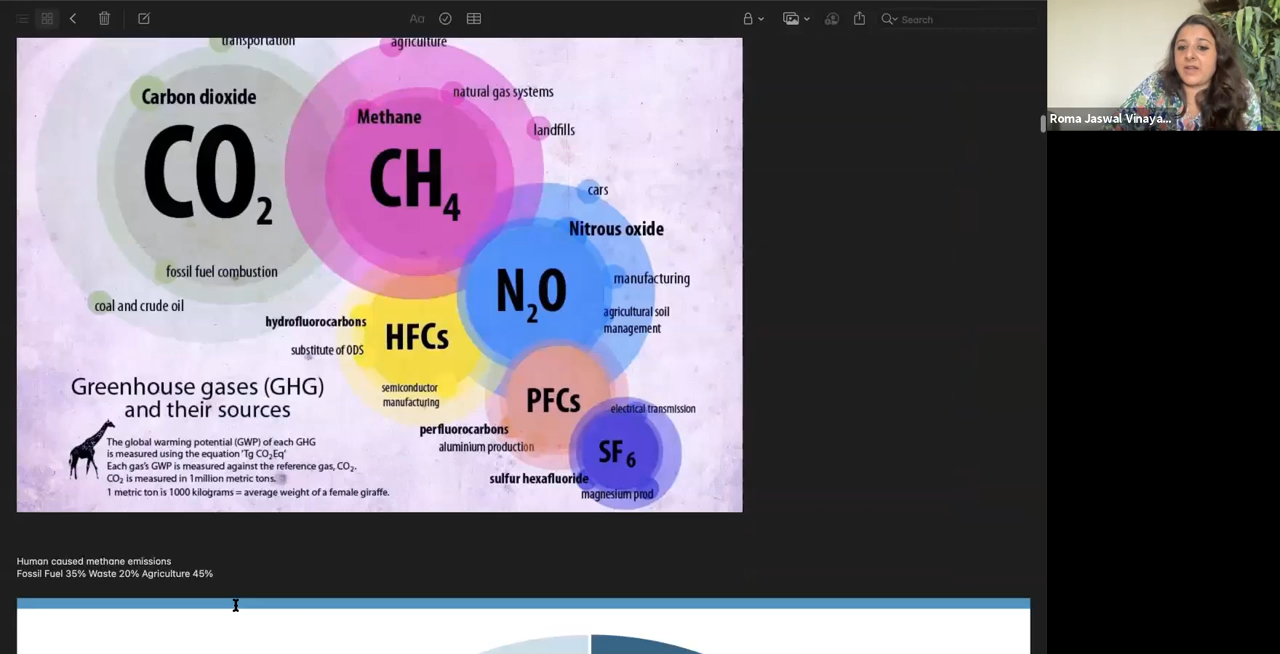 Aa
Search
Roma Jaswal Vinaya...
transportation
agriculture
Carbon dioxide
natural gas systems
Methane
landfills
CO2
CH4
cars
Nitrous oxide
fossil fuel combustion
manufacturing
N2O
coal and crude oil
agricultural soil
management
hydrofluorocarbons
HFCs
substitute of ODS
semiconductor
manufacturing
PFCs
electrical transmission
Greenhouse gases (GHG)
and their sources
perfluorocarbons
aluminium production
SF6
sulfur hexafluoride
magnesium prod
The global warming potential (GWP) of each GHG
is measured using the equation 'Tg CO2Eq'
Each gas's GWP is measured against the reference gas, CO2.
CO2 is measured in 1million metric tons.
1 metric ton is 1000 kilograms = average weight of a female giraffe.
Human caused methane emissions
Fossil Fuel 35% Waste 20% Agriculture 45%